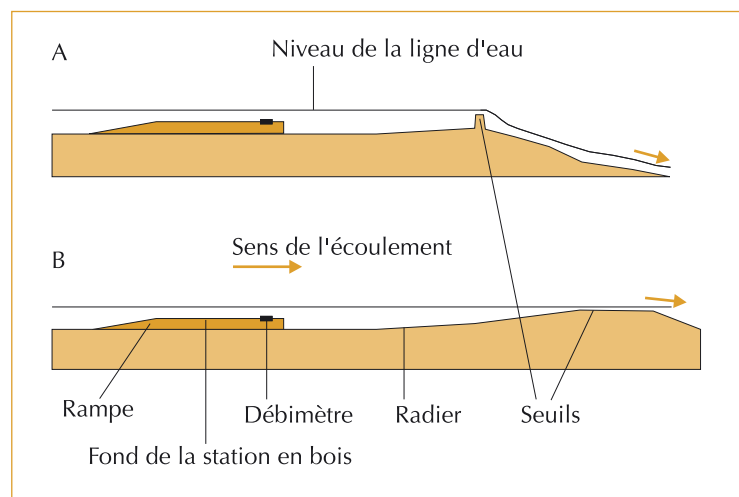 A
Niveau de la ligne d'eau
B
Sens de l'écoulement
Rampe
Débimètre
Radier
Seuils
Fond de la station en bois